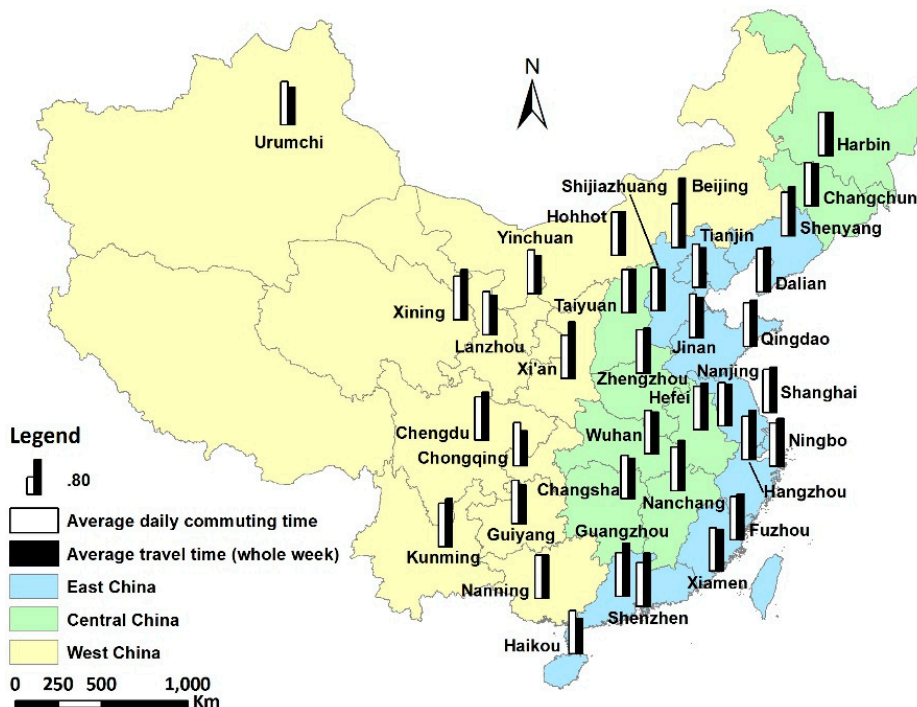 N
Urumchi
Harbin
Shijiazhuang
Beijing
Changchun
Hohhot
Shenyang
Yinchuan
Tianjin
Dalian
Xining
Taiyuan
Lanzhou
Jinan
Qingdao
Xi'an
Zhengzhou
Nanjing
Hefei
Shanghai
Legend
.80
Chengdu
Wuhan
Ningbo
Chongqing
Changsha
Nanchang
Hangzhou
Average daily commuting time
Guiyang
Guangzhou
Fuzhou
Average travel time (whole week)
Kunming
East China
Nanning
Xiamen
Central China
Shenzhen
West China
Haikou
0 250 500 1,000
Km